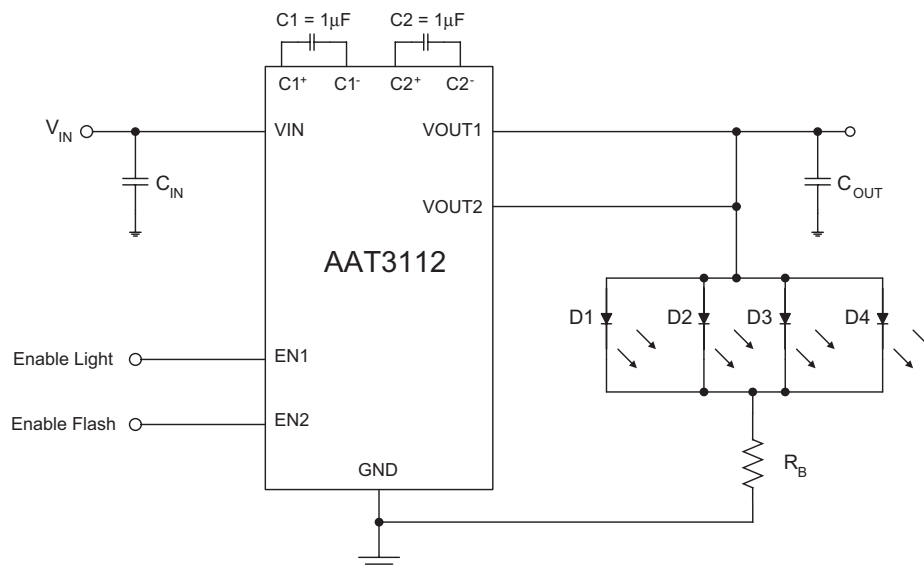 C1 = 1µF
C2 = 1µF
C1+
C1-
C2+
C2-
VIN
VIN
VOUT1
CIN
COUT
VOUT2
AAT3112
D1
D2
D3
D4
Enable Light
EN1
Enable Flash
EN2
GND
RB